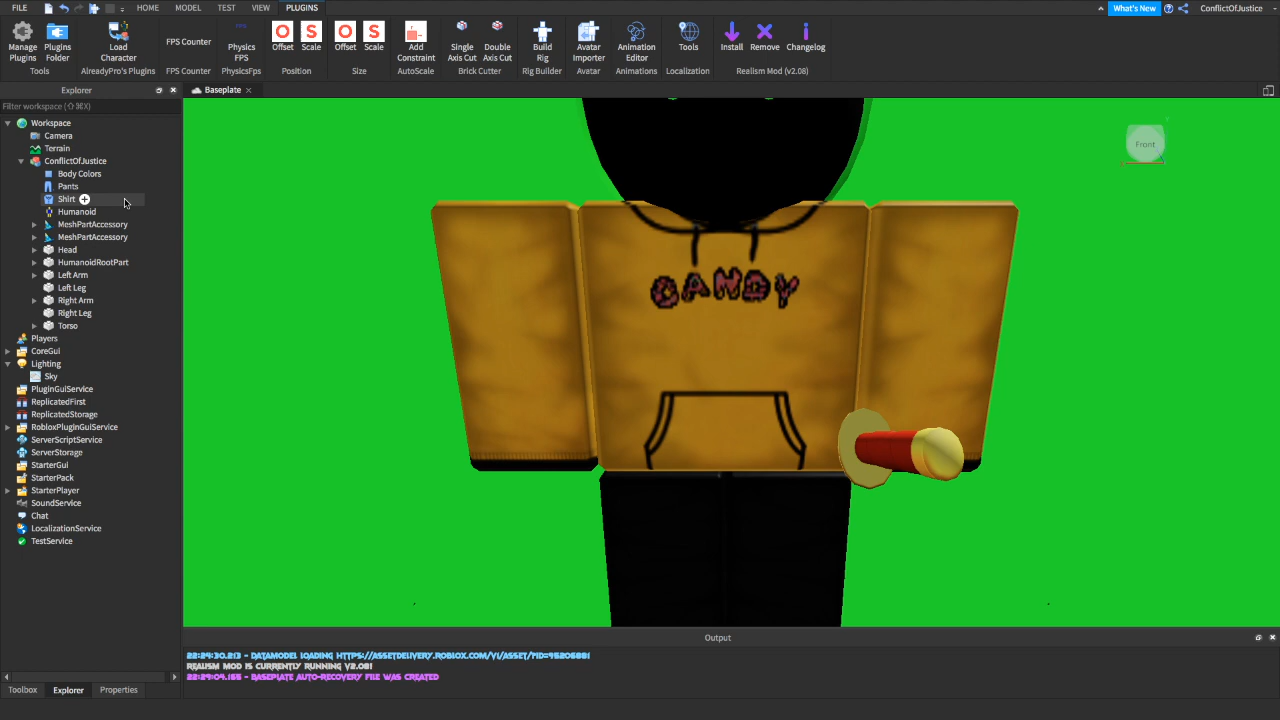 FILE HOME MODEL TEST VIEW PLUGINS What's New ConflictOfJustice
Manage Plugins Plugins Folder Load Character FPS Counter Physics FPS Offset Scale Offset Scale Add Constraint Single Axis Cut Double Axis Cut Build Rig Avatar Importer Animation Editor Tools Install Remove Changelog
Tools AlreadyPro's Plugins FPS Counter PhysicsFps Position Size AutoScale Brick Cutter Rig Builder Avatar Animations Localization Realism Mod (v2.08)
Explorer
Baseplate
Filter workspace (⇧⌘X)
Workspace
Camera
Terrain
ConflictOfJustice
Body Colors
Pants
Shirt
Humanoid
MeshPartAccessory
MeshPartAccessory
Head
HumanoidRootPart
Left Arm
Left Leg
Right Arm
Right Leg
Torso
Players
CoreGui
Lighting
Sky
PluginGuiService
ReplicatedFirst
ReplicatedStorage
RobloxPluginGuiService
ServerScriptService
ServerStorage
StarterGui
StarterPack
StarterPlayer
SoundService
Chat
LocalizationService
TestService
Front
CANDY
Output
22:24:30.213 - DATAMODEL LOADING HTTPS://ASSETDELIVERY.ROBLOX.COM/V1/ASSET/?ID=95206881
REALISM MOD IS CURRENTLY RUNNING V2.08!
22:29:04.165 - BASEPLATE AUTO-RECOVERY FILE WAS CREATED
Toolbox Explorer Properties